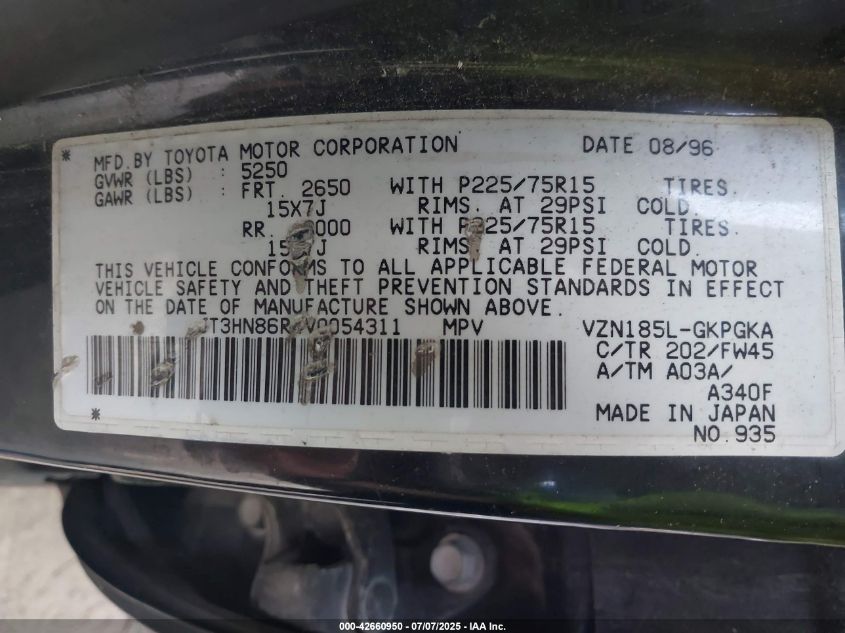 MFD.BY TOYOTA MOTOR CORPORATION DATE 08/96
GVWR (LBS) : 5250
GAWR (LBS) : FRT. 2650 WITH P225/75R15 TIRES.
15X7J RIMS. AT 29PSI COLD.
RR. WITH TIRES.
RIMS. AT 29PSI COLD.
THIS VEHICLE CONFORMS TO ALL APPLICABLE FEDERAL MOTOR
VEHICLE SAFETY AND THEFT PREVENTION STANDARDS IN EFFECT
ON THE DATE OF MANUFACTURE SHOWN ABOVE.
MPV VZN185L-GKPGKA
C/TR 202/FW45
A/TM A03A/
A340F
MADE IN JAPAN
NO.935
000-42660950 | 07/07/2025 | IAA Inc.